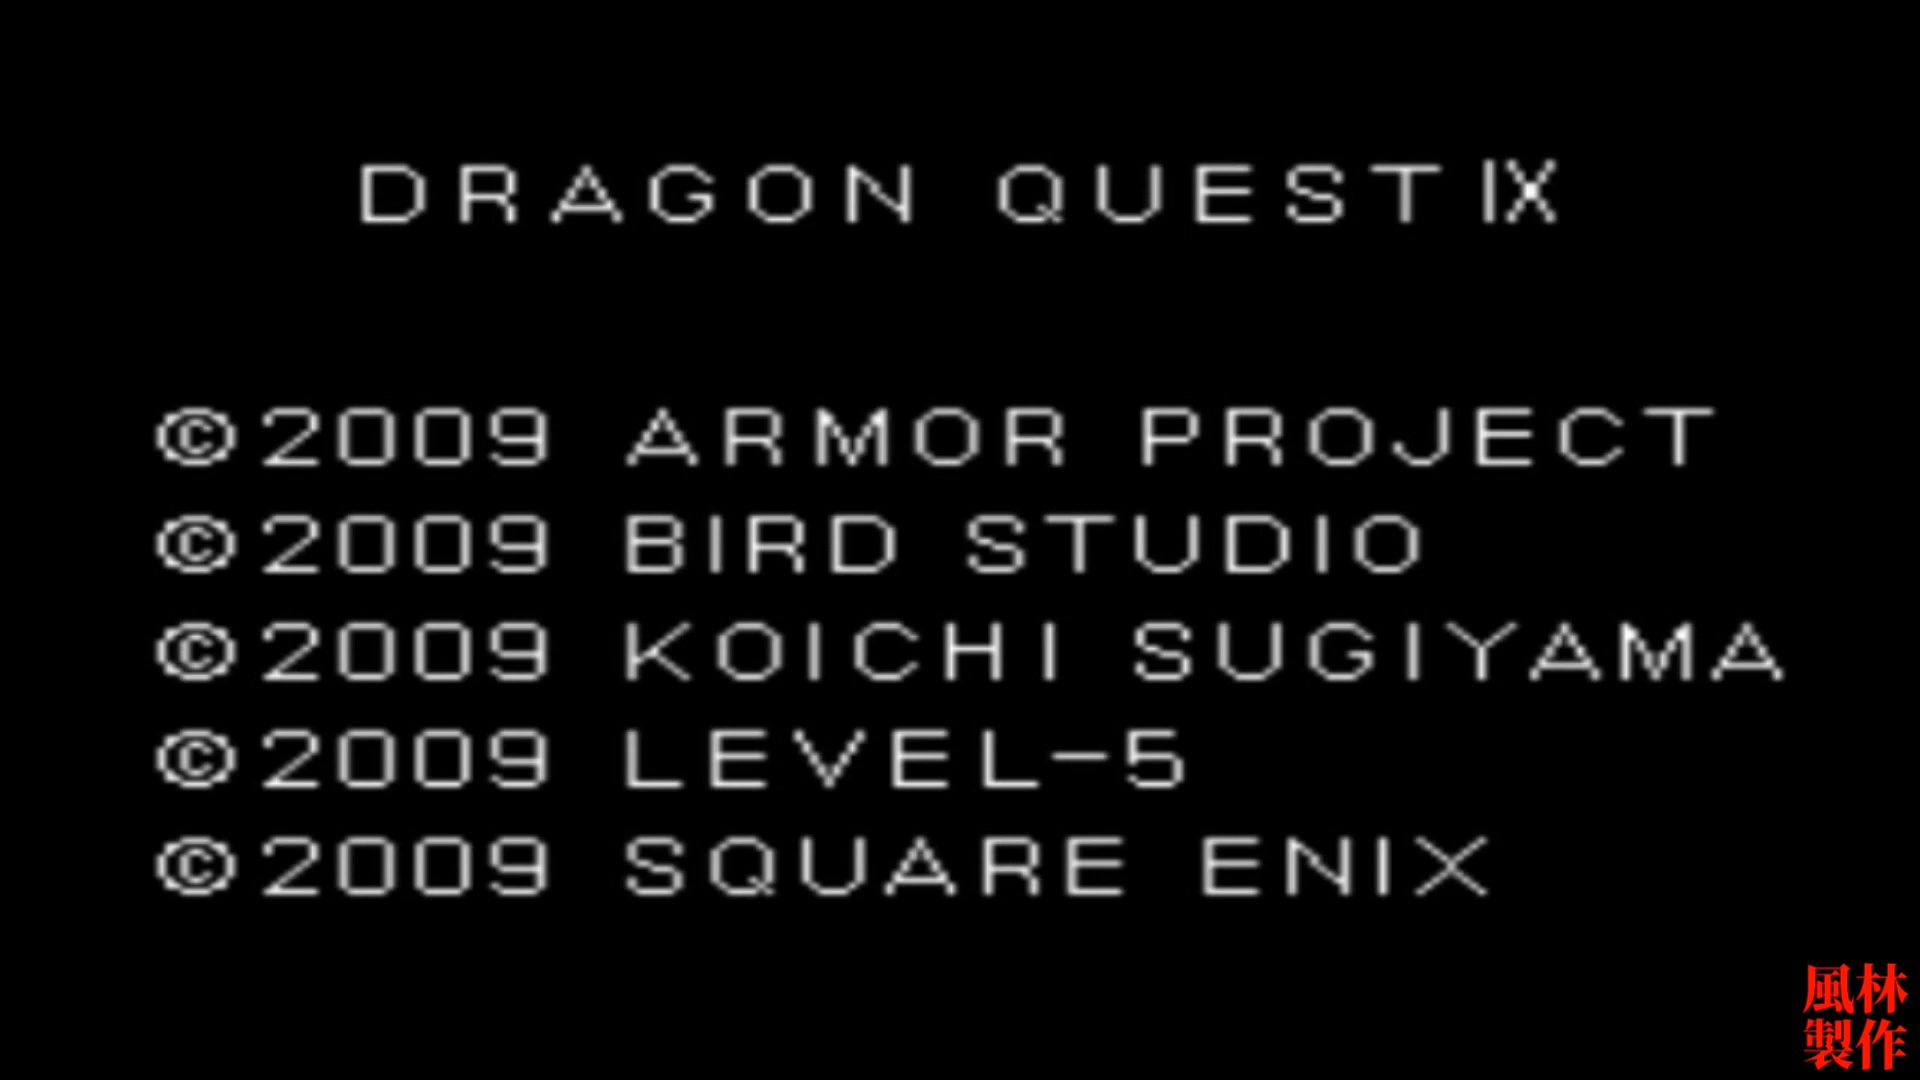 DRAGON QUEST IX
©2009 ARMOR PROJECT
©2009 BIRD STUDIO
©2009 KOICHI SUGIYAMA
©2009 LEVEL-5
©2009 SQUARE ENIX
風林
製作